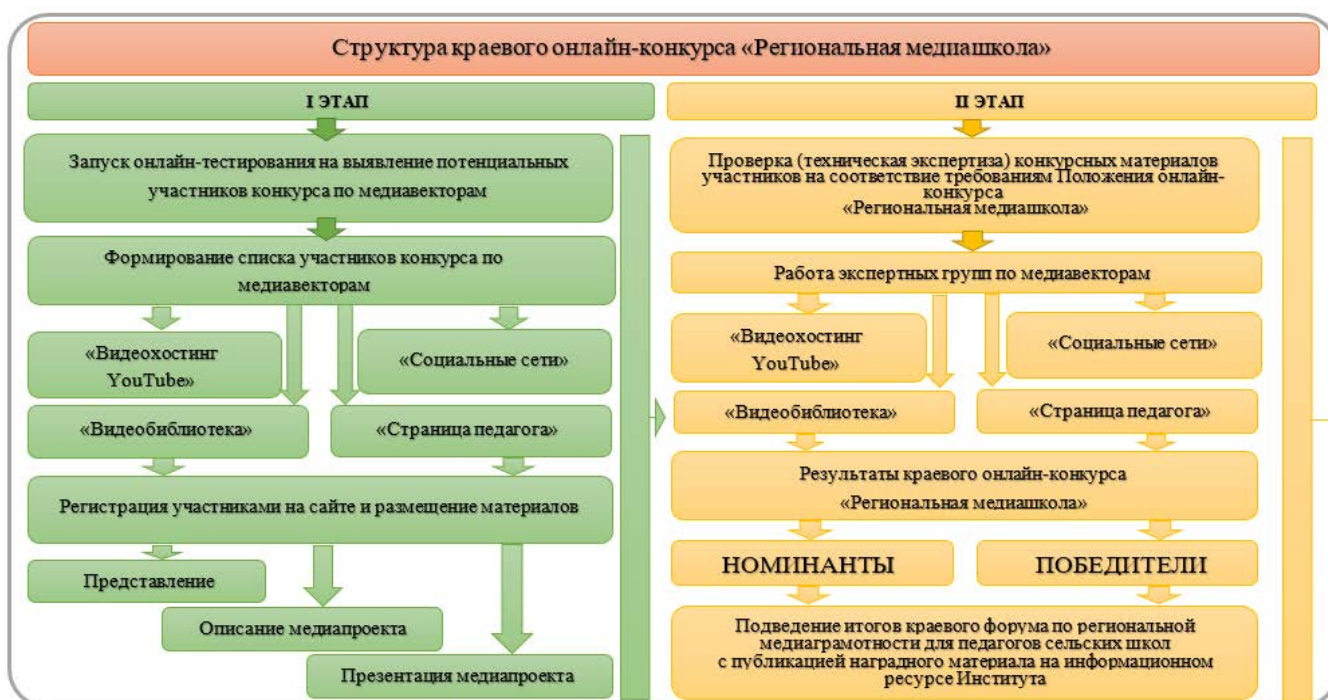 Структура краевого онлайн-конкурса «Региональная медиашкола»
I ЭТАП
Запуск онлайн-тестирования на выявление потенциальных
участников конкурса по медиавекторам
Формирование списка участников конкурса по
медиавекторам
«Видеохостинг
YouTube»
«Социальные сети»
«Видеобиблиотека»
«Страница педагога»
Регистрация участниками на сайте и размещение материалов
Представление
Описание медиапроекта
Презентация медиапроекта
II ЭТАП
Проверка (техническая экспертиза) конкурсных материалов
участников на соответствие требованиям Положения онлайн-
конкурса
«Региональная медиашкола»
Работа экспертных групп по медиавекторам
«Видеохостинг
YouTube»
«Социальные сети»
«Видеобиблиотека»
«Страница педагога»
Результаты краевого онлайн-конкурса
«Региональная медиашкола»
НОМИНАНТЫ
ПОБЕДИТЕЛИ
Подведение итогов краевого форума по региональной
медиаграмотности для педагогов сельских школ
с публикацией наградного материала на информационном
ресурсе Института